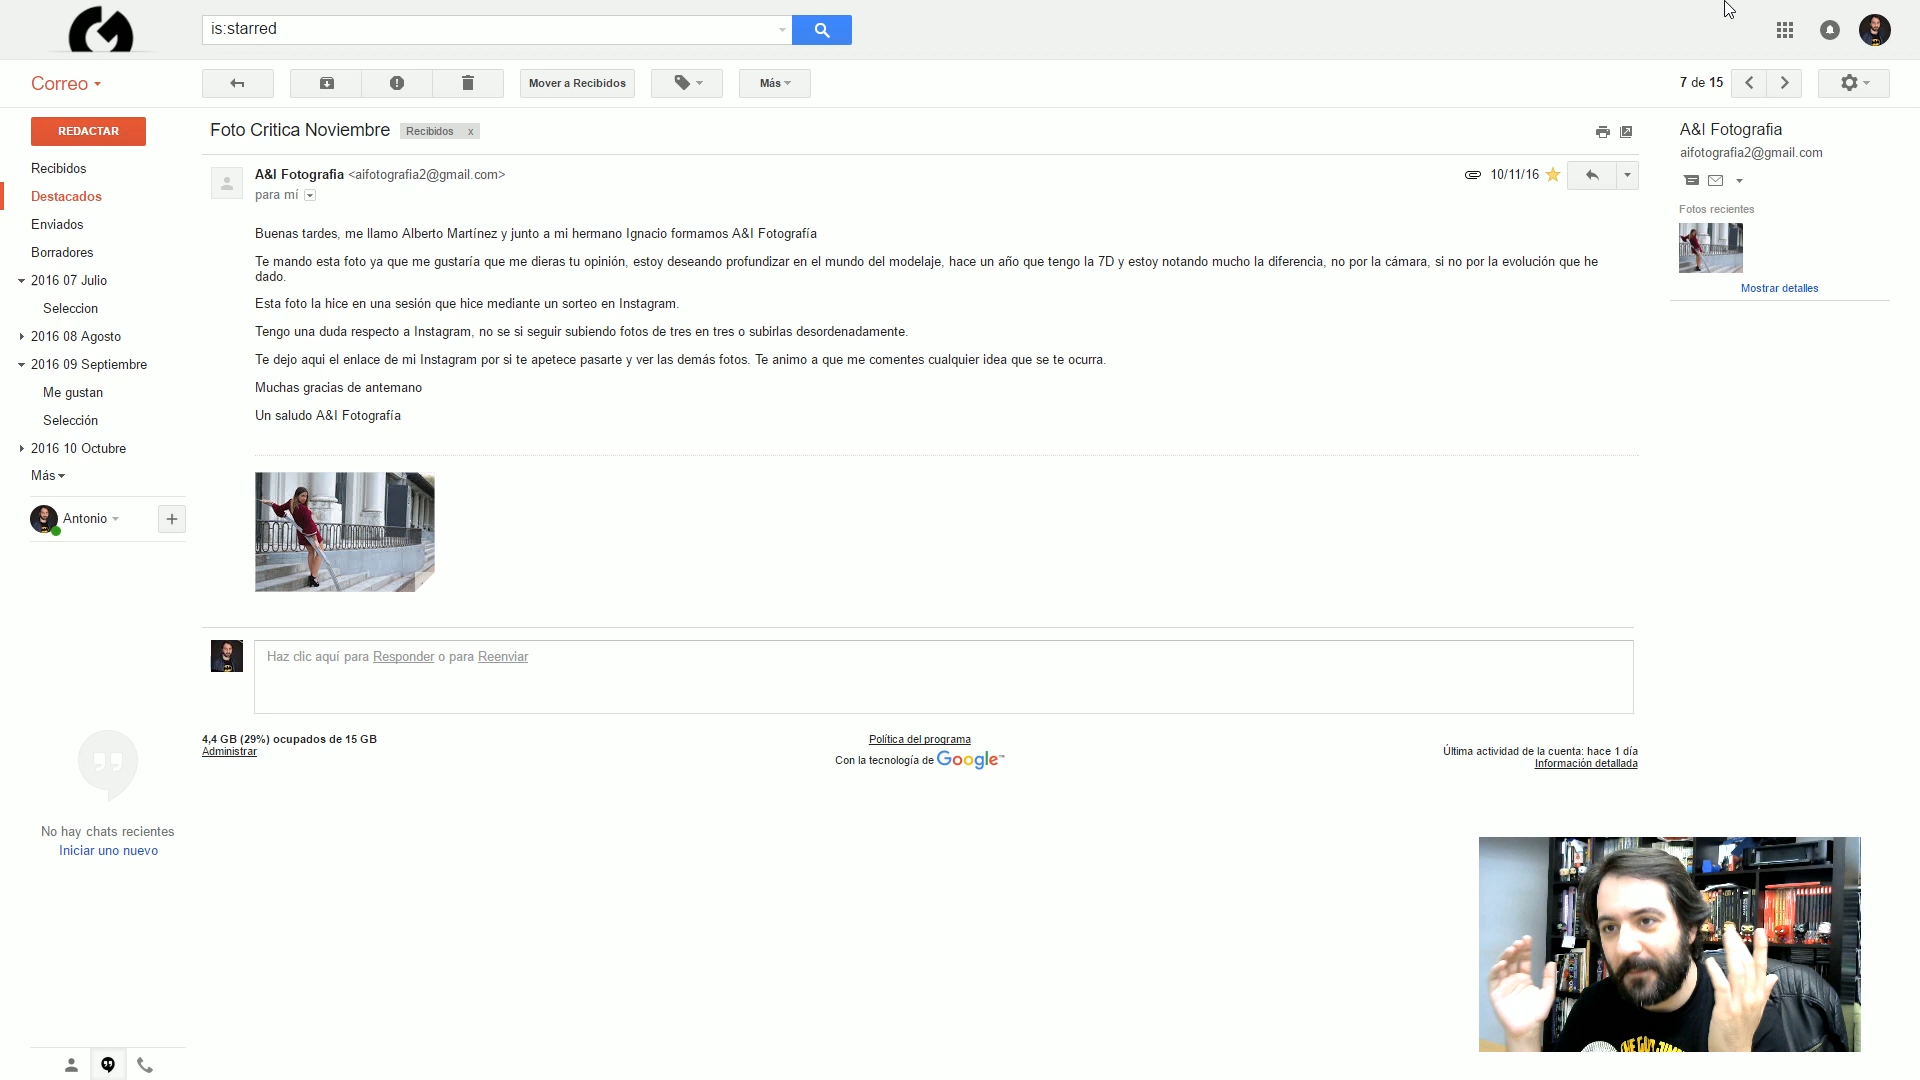 is:starred
Correo
Mover a Recibidos
Más
7 de 15
REDACTAR
Recibidos
Destacados
Enviados
Borradores
2016 07 Julio
Seleccion
2016 08 Agosto
2016 09 Septiembre
Me gustan
Selección
2016 10 Octubre
Más
Antonio
No hay chats recientes
Iniciar uno nuevo
Foto Critica Noviembre
Recibidos x
A&I Fotografia <aifotografia2@gmail.com>
10/11/16
para mí
Buenas tardes, me llamo Alberto Martínez y junto a mi hermano Ignacio formamos A&I Fotografía
Te mando esta foto ya que me gustaría que me dieras tu opinión, estoy deseando profundizar en el mundo del modelaje, hace un año que tengo la 7D y estoy notando mucho la diferencia, no por la cámara, si no por la evolución que he
dado.
Esta foto la hice en una sesión que hice mediante un sorteo en Instagram.
Tengo una duda respecto a Instagram, no se si seguir subiendo fotos de tres en tres o subirlas desordenadamente.
Te dejo aqui el enlace de mi Instagram por si te apetece pasarte y ver las demás fotos. Te animo a que me comentes cualquier idea que se te ocurra.
Muchas gracias de antemano
Un saludo A&I Fotografía
Haz clic aquí para Responder o para Reenviar
4,4 GB (29%) ocupados de 15 GB
Administrar
Política del programa
Con la tecnología de Google™
Última actividad de la cuenta: hace 1 día
Información detallada
A&I Fotografia
aifotografia2@gmail.com
Fotos recientes
Mostrar detalles